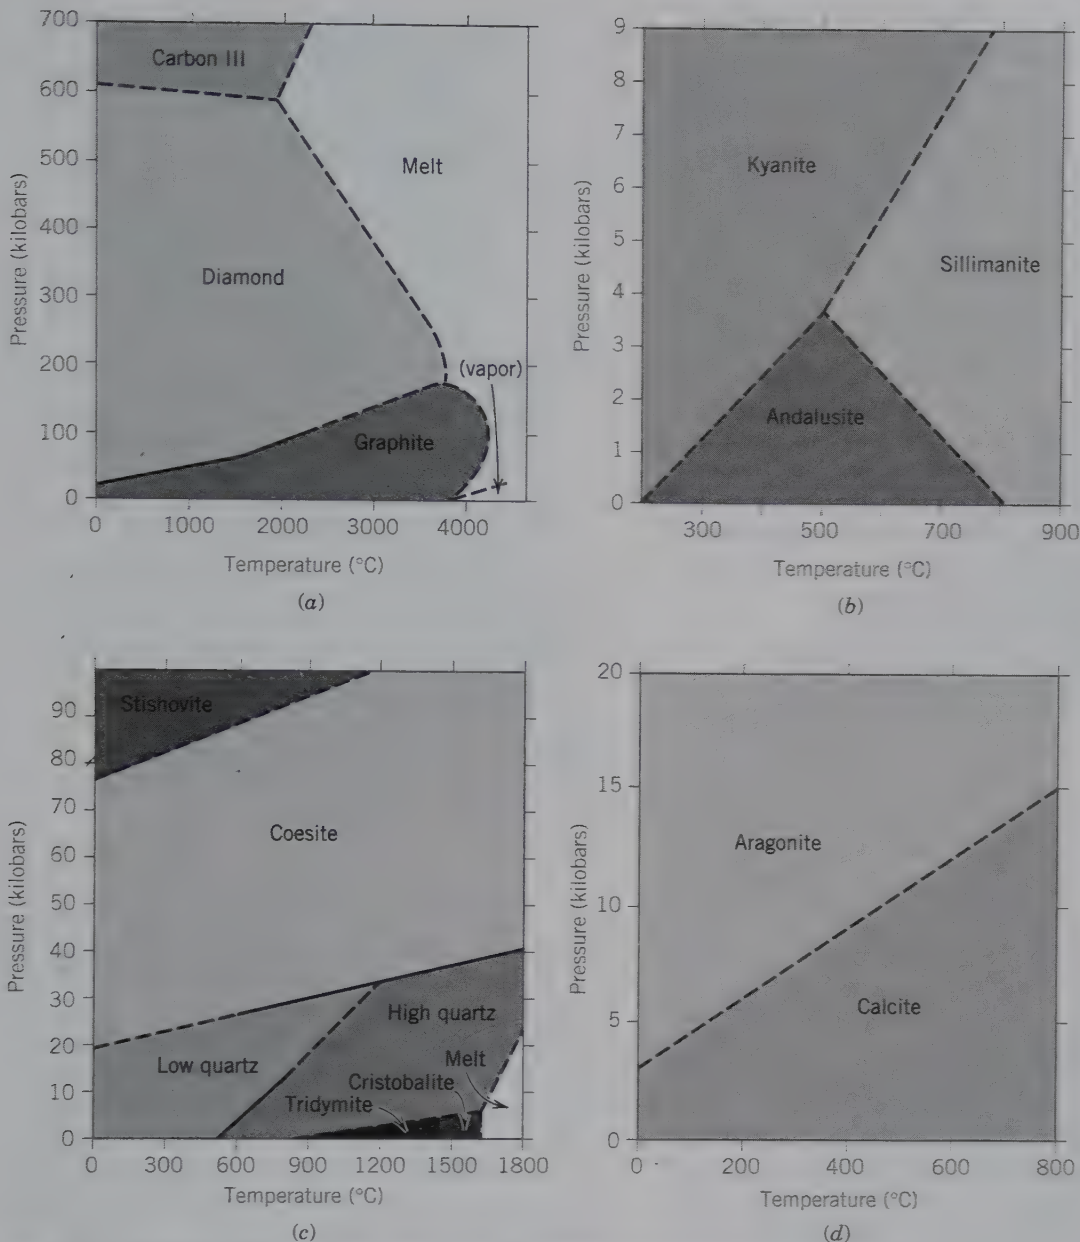 700
600
500
400
300
200
100
0
Pressure (kilobars)
Carbon III
Melt
Diamond
(vapor)
Graphite
0 1000 2000 3000 4000
Temperature (°C)
(a)
9
8
7
6
5
4
3
2
1
0
Pressure (kilobars)
Kyanite
Sillimanite
Andalusite
300 500 700 900
Temperature (°C)
(b)
90
80
70
60
50
40
30
20
10
0
Pressure (kilobars)
Stishovite
Coesite
High quartz
Low quartz
Melt
Cristobalite
Tridymite
0 300 600 900 1200 1500 1800
Temperature (°C)
(c)
20
15
10
5
0
Pressure (kilobars)
Aragonite
Calcite
0 200 400 600 800
Temperature (°C)
(d)